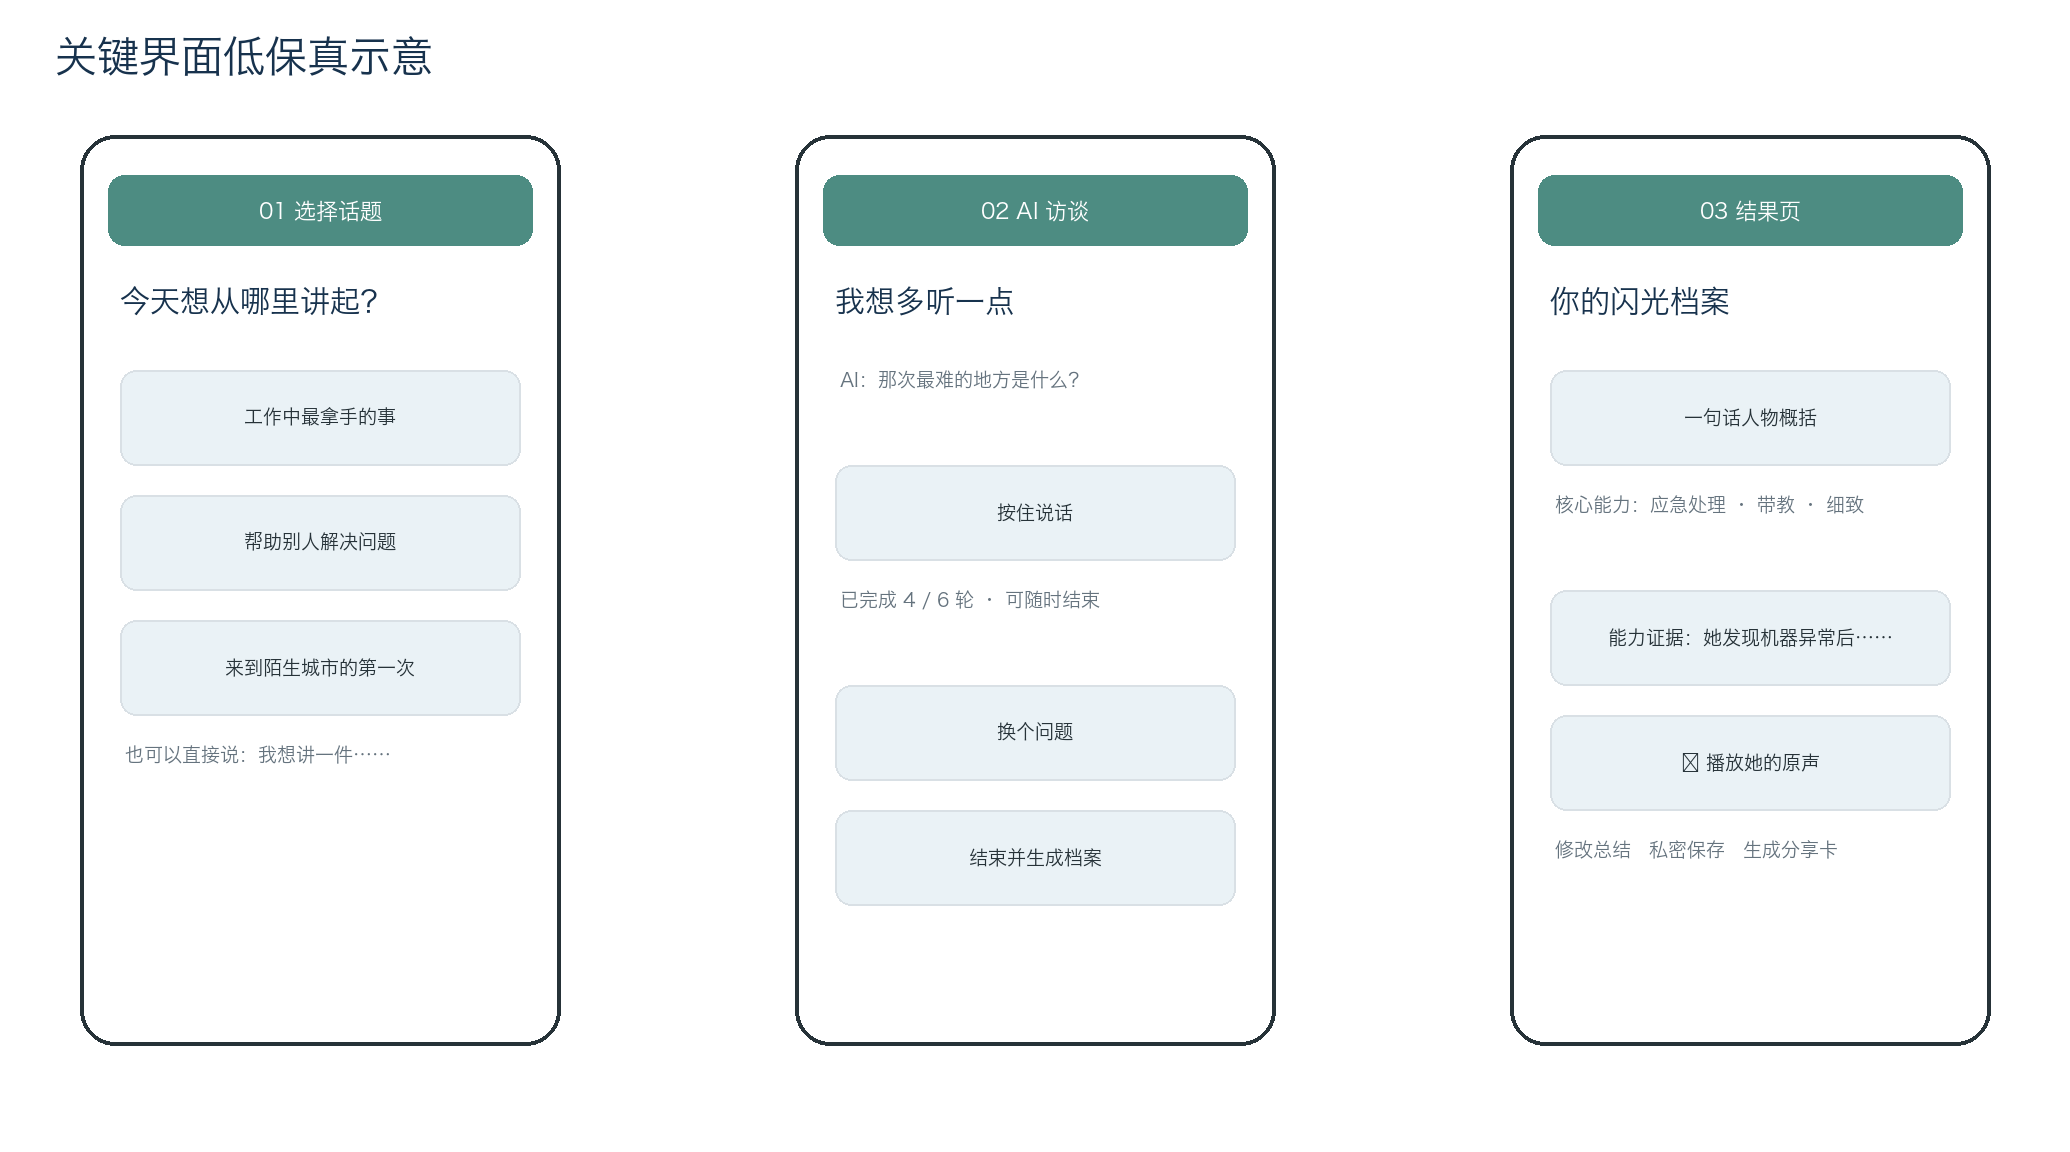 关键界面低保真示意
01 选择话题
今天想从哪里讲起？
工作中最拿手的事
帮助别人解决问题
来到陌生城市的第一次
也可以直接说：我想讲一件……
02 AI 访谈
我想多听一点
AI：那次最难的地方是什么？
按住说话
已完成 4 / 6 轮 · 可随时结束
换个问题
结束并生成档案
03 结果页
你的闪光档案
一句话人物概括
核心能力：应急处理 · 带教 · 细致
能力证据：她发现机器异常后……
播放她的原声
修改总结 私密保存 生成分享卡